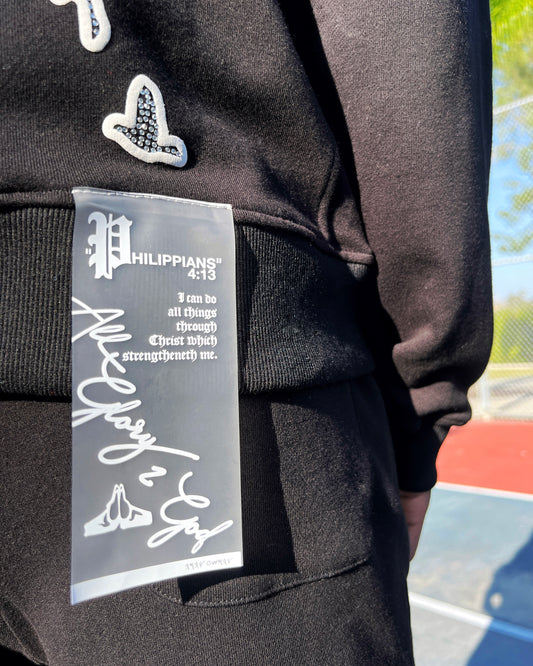 "PHILIPPIANS"
4:13
I can do
all things
through
Christ which
strengtheneth me.
All
Glory
2
God